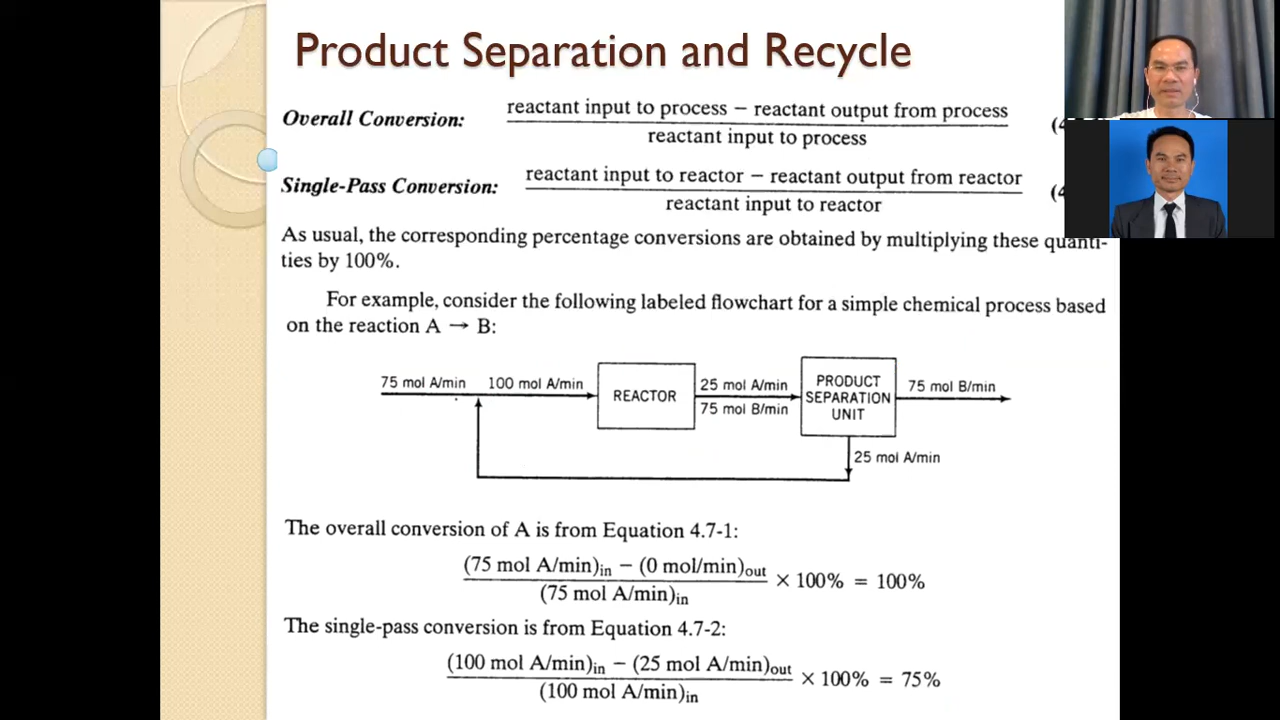 Product Separation and Recycle
Overall Conversion: reactant input to process − reactant output from process
reactant input to process
(4
Single-Pass Conversion: reactant input to reactor − reactant output from reactor
reactant input to reactor
(4
As usual, the corresponding percentage conversions are obtained by multiplying these quanti-
ties by 100%.
For example, consider the following labeled flowchart for a simple chemical process based
on the reaction A → B:
75 mol A/min
100 mol A/min
REACTOR
25 mol A/min
75 mol B/min
PRODUCT
SEPARATION
UNIT
75 mol B/min
25 mol A/min
The overall conversion of A is from Equation 4.7-1:
(75 mol A/min)in − (0 mol/min)out
(75 mol A/min)in
× 100% = 100%
The single-pass conversion is from Equation 4.7-2:
(100 mol A/min)in − (25 mol A/min)out
(100 mol A/min)in
× 100% = 75%